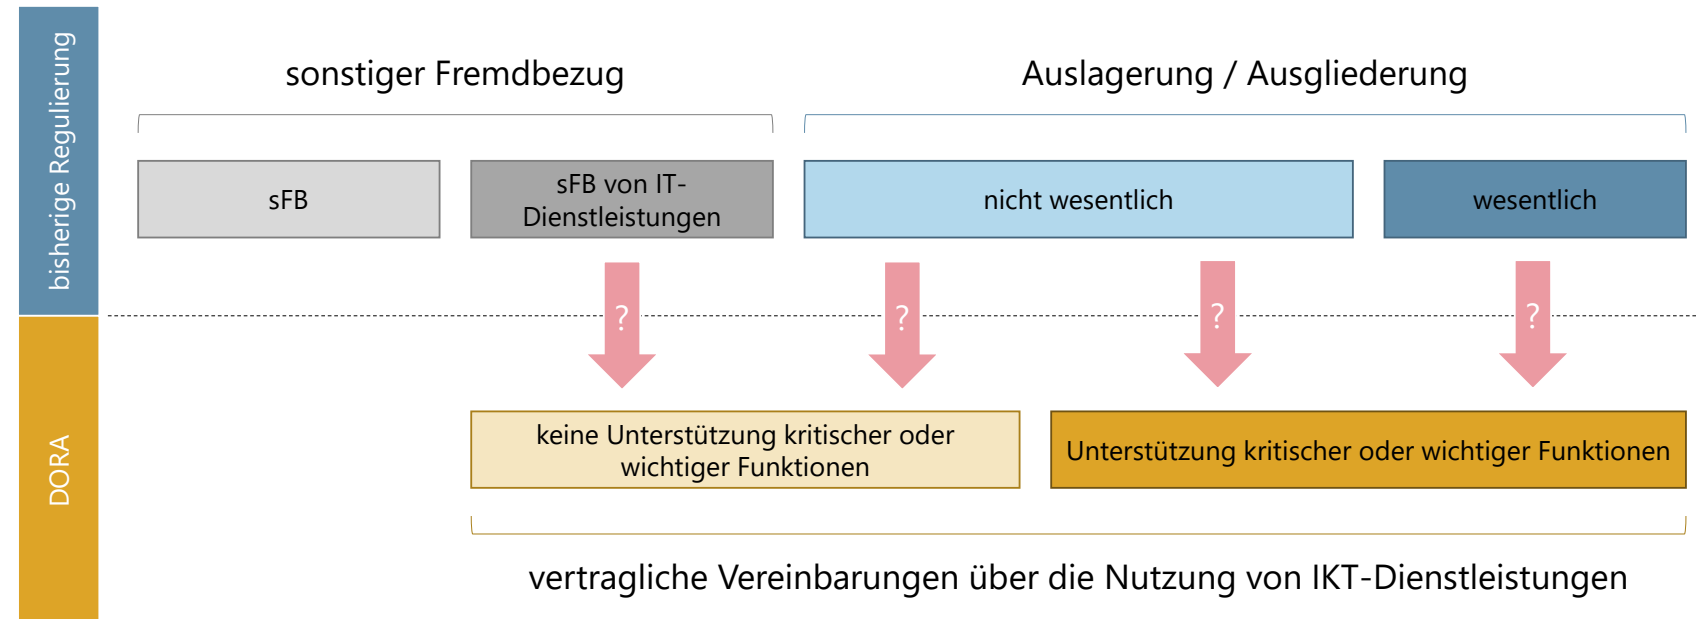 bisherige Regulierung
sonstiger Fremdbezug
Auslagerung / Ausgliederung
sFB
sFB von IT-
Dienstleistungen
nicht wesentlich
wesentlich
?
?
?
?
DORA
keine Unterstützung kritischer oder
wichtiger Funktionen
Unterstützung kritischer oder wichtiger Funktionen
vertragliche Vereinbarungen über die Nutzung von IKT-Dienstleistungen